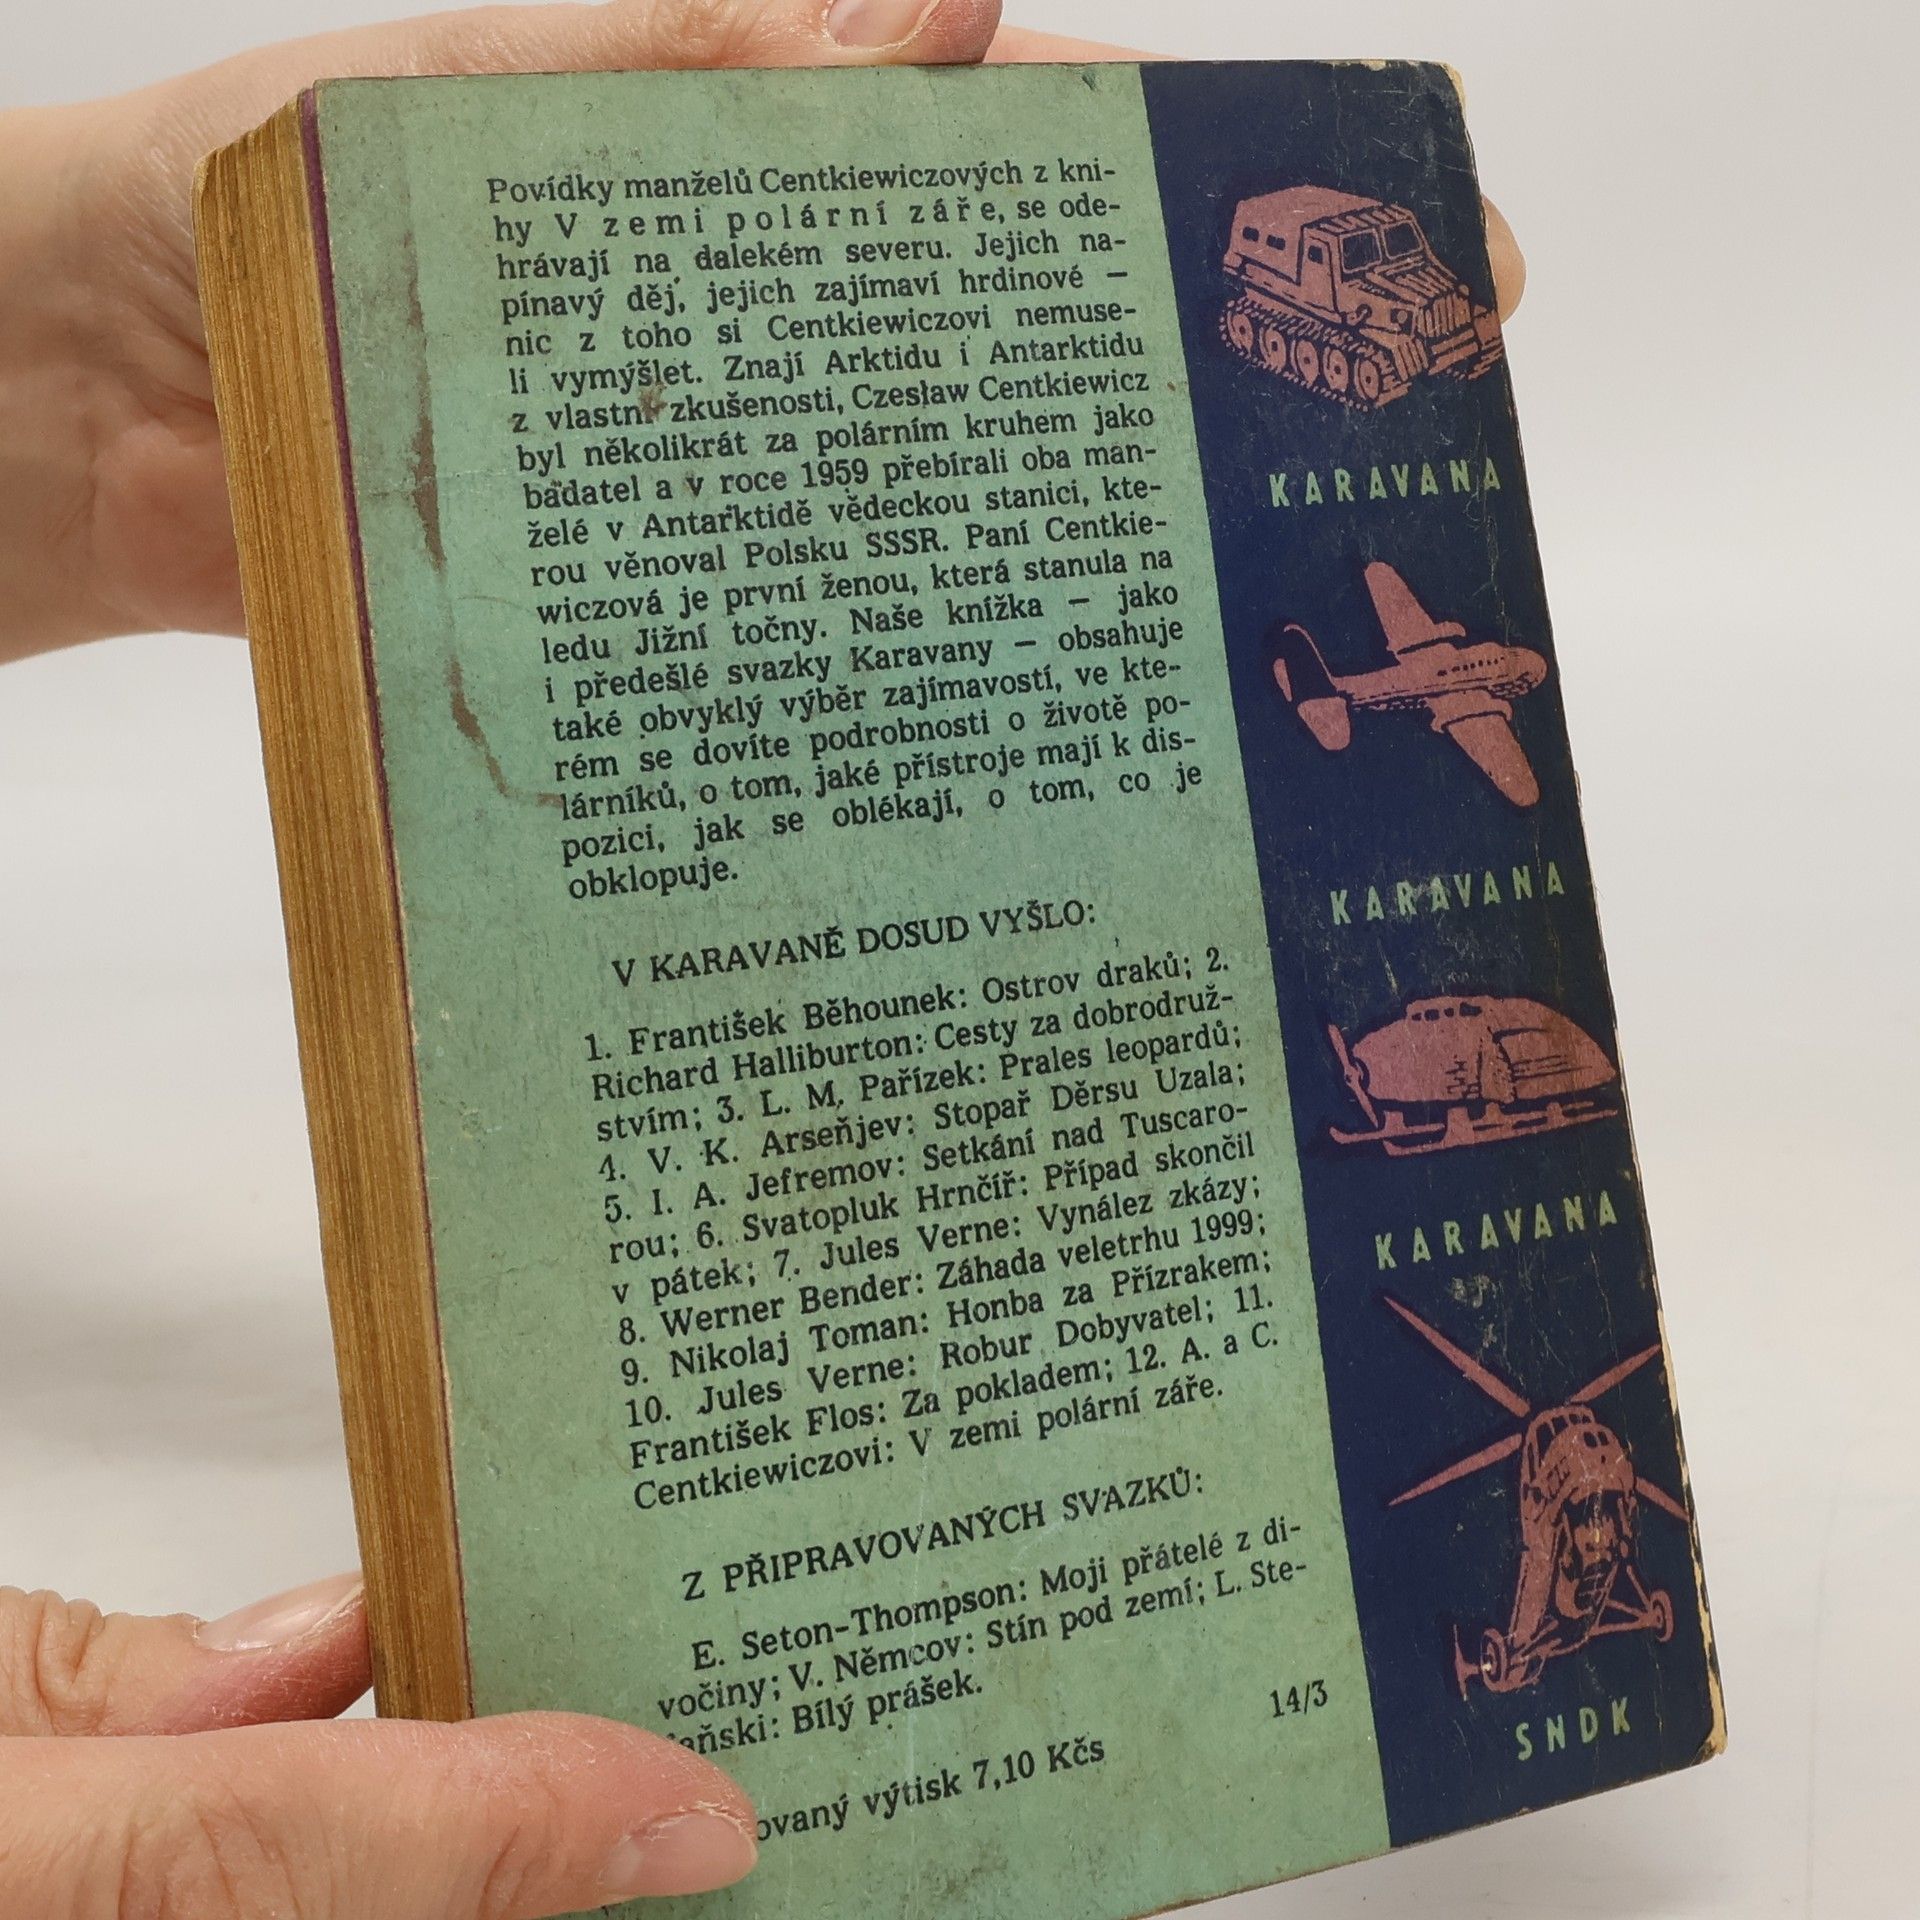 Povídky manželů Centkiewiczových z kni-
hy V zemi polární záře, se ode-
hrávají na dalekém severu. Jejich na-
pínavý děj, jejich zajímaví hrdinové –
nic z toho si Centkiewiczovi nemuse-
li vymýšlet. Znají Arktidu i Antarktidu
z vlastní zkušenosti, Czesław Centkiewicz
byl několikrát za polárním kruhem jako
badatel a v roce 1959 přebírali oba man-
želé v Antarktidě vědeckou stanici, kte-
rou věnoval Polsku SSSR. Paní Centkie-
wiczová je první ženou, která stanula na
ledu Jižní točny. Naše knížka – jako
i předešlé svazky Karavany – obsahuje
také obvyklý výběr zajímavostí, ve kte-
rém se dovíte podrobnosti o životě po-
lárníků, o tom, jaké přístroje mají k dis-
pozici, jak se oblékají, o tom, co je
obklopuje.
V KARAVANĚ DOSUD VYŠLO:
1. František Běhounek: Ostrov draků; 2.
Richard Halliburton: Cesty za dobrodruž-
stvím; 3. L. M. Pařízek: Prales leopardů;
4. V. K. Arseňjev: Stopař Děrsu Uzala;
5. I. A. Jefremov: Setkání nad Tuscaro-
rou; 6. Svatopluk Hrnčíř: Případ skončil
v pátek; 7. Jules Verne: Vynález zkázy;
8. Werner Bender: Záhada veletrhu 1999;
9. Nikolaj Toman: Honba za Přízrakem;
10. Jules Verne: Robur Dobyvatel; 11.
František Flos: Za pokladem; 12. A. a C.
Centkiewiczovi: V zemi polární záře.
Z PŘIPRAVOVANÝCH SVAZKŮ:
E. Seton-Thompson: Moji přátelé z di-
vočiny; V. Němcov: Stín pod zemí; L. Ste-
aňski: Bílý prášek.
14/3
ovaný výtisk 7,10 Kčs
KARAVANA
KARAVANA
KARAVANA
SNDK